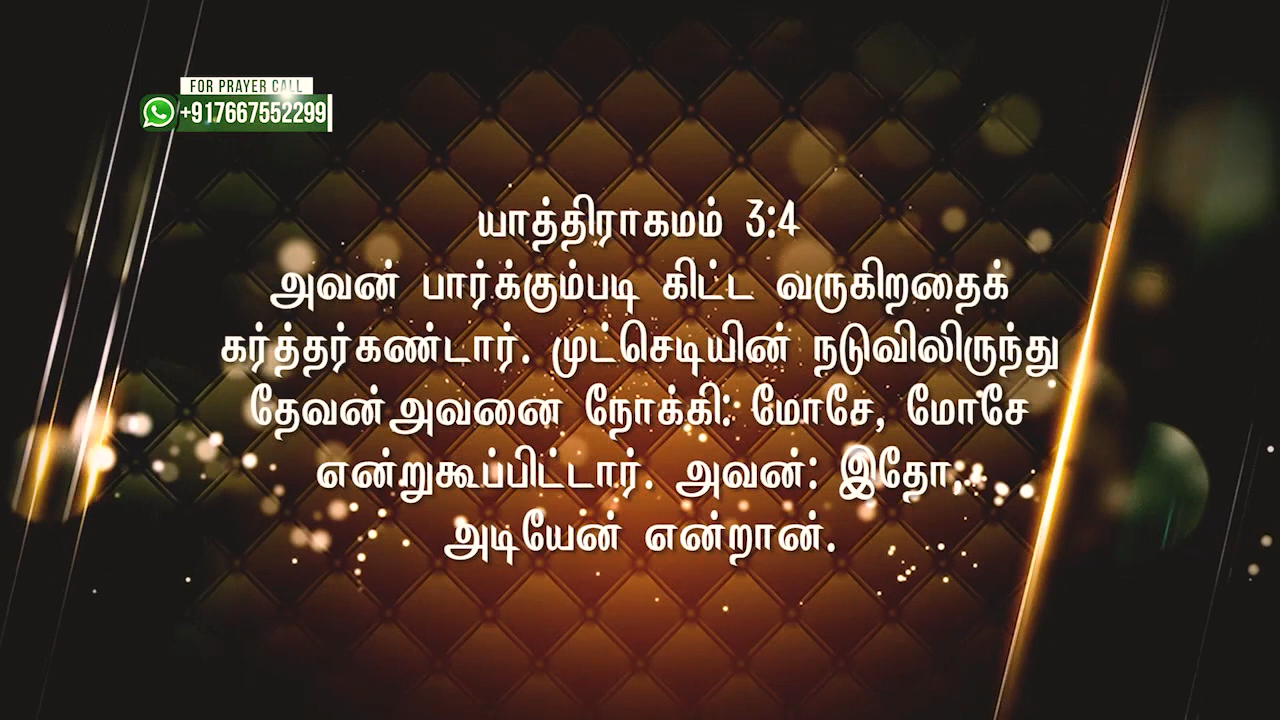 FOR PRAYER CALL
+917667552299
யாத்திராகமம் 3:4
அவன் பார்க்கும்படி கிட்ட வருகிறதைக்
கர்த்தர்கண்டார். முட்செடியின் நடுவிலிருந்து
தேவன்அவனை நோக்கி: மோசே, மோசே
என்றுகூப்பிட்டார். அவன்: இதோ,
அடியேன் என்றான்.